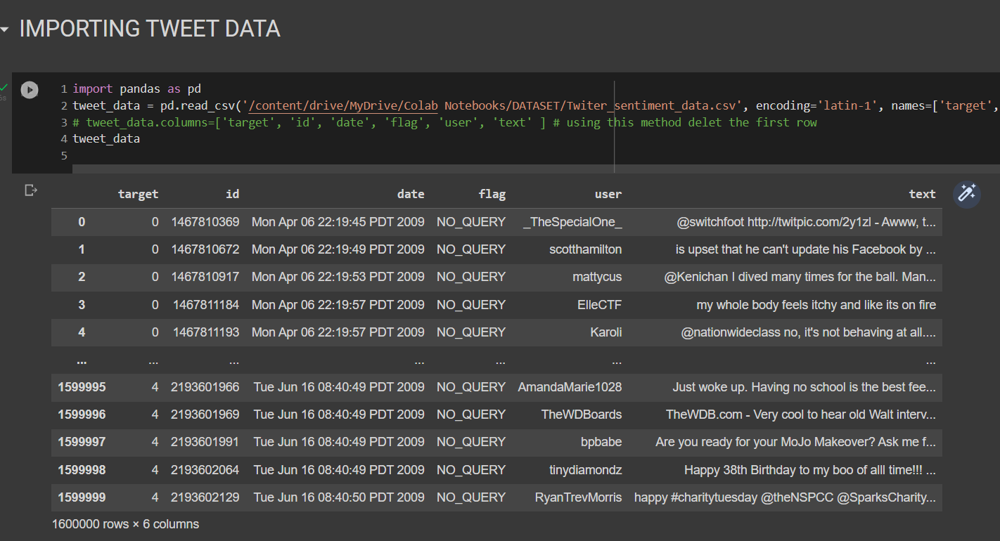 IMPORTING TWEET DATA
1 import pandas as pd
2 tweet_data = pd.read_csv('/content/drive/MyDrive/Colab Notebooks/DATASET/Twiter_sentiment_data.csv', encoding='latin-1', names=['target',
3 # tweet_data.columns=['target', 'id', 'date', 'flag', 'user', 'text' ] # using this method delet the first row
4 tweet_data
5
target id date flag user text
0 0 1467810369 Mon Apr 06 22:19:45 PDT 2009 NO_QUERY _TheSpecialOne_ @switchfoot http://twitpic.com/2y1zl - Awww, t...
1 0 1467810672 Mon Apr 06 22:19:49 PDT 2009 NO_QUERY scotthamilton is upset that he can't update his Facebook by ...
2 0 1467810917 Mon Apr 06 22:19:53 PDT 2009 NO_QUERY mattycus @Kenichan I dived many times for the ball. Man...
3 0 1467811184 Mon Apr 06 22:19:57 PDT 2009 NO_QUERY ElleCTF my whole body feels itchy and like its on fire
4 0 1467811193 Mon Apr 06 22:19:57 PDT 2009 NO_QUERY Karoli @nationwideclass no, it's not behaving at all....
... ... ... ... ... ... ...
1599995 4 2193601966 Tue Jun 16 08:40:49 PDT 2009 NO_QUERY AmandaMarie1028 Just woke up. Having no school is the best fee...
1599996 4 2193601969 Tue Jun 16 08:40:49 PDT 2009 NO_QUERY TheWDBoards TheWDB.com - Very cool to hear old Walt interv...
1599997 4 2193601991 Tue Jun 16 08:40:49 PDT 2009 NO_QUERY bpbabe Are you ready for your MoJo Makeover? Ask me f...
1599998 4 2193602064 Tue Jun 16 08:40:49 PDT 2009 NO_QUERY tinydiamondz Happy 38th Birthday to my boo of alll time!!! ...
1599999 4 2193602129 Tue Jun 16 08:40:50 PDT 2009 NO_QUERY RyanTrevMorris happy #charitytuesday @theNSPCC @SparksCharity...
1600000 rows × 6 columns